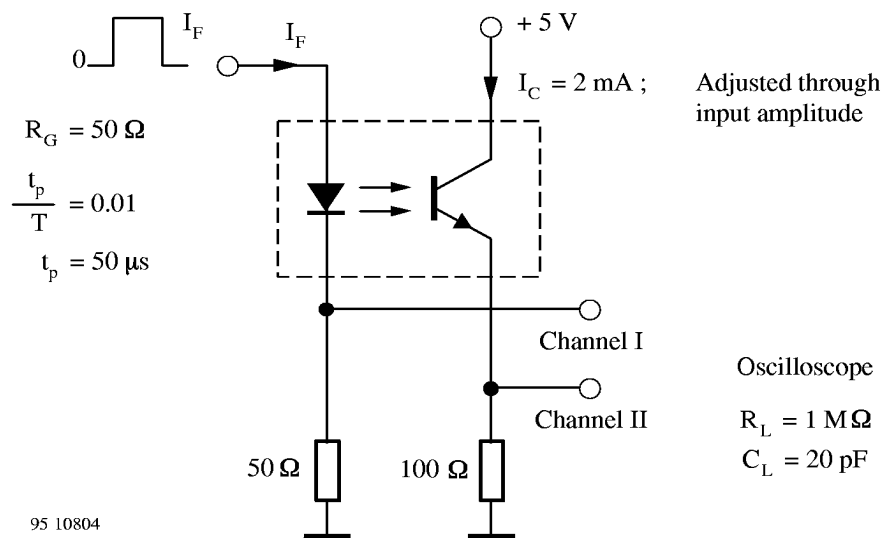 I_F
0
I_F
+ 5 V
I_C = 2 mA ;
Adjusted through
input amplitude
R_G = 50 Ω
t_p
T
= 0.01
t_p = 50 μs
Channel I
Channel II
Oscilloscope
R_L = 1 M Ω
C_L = 20 pF
50 Ω
100 Ω
95 10804